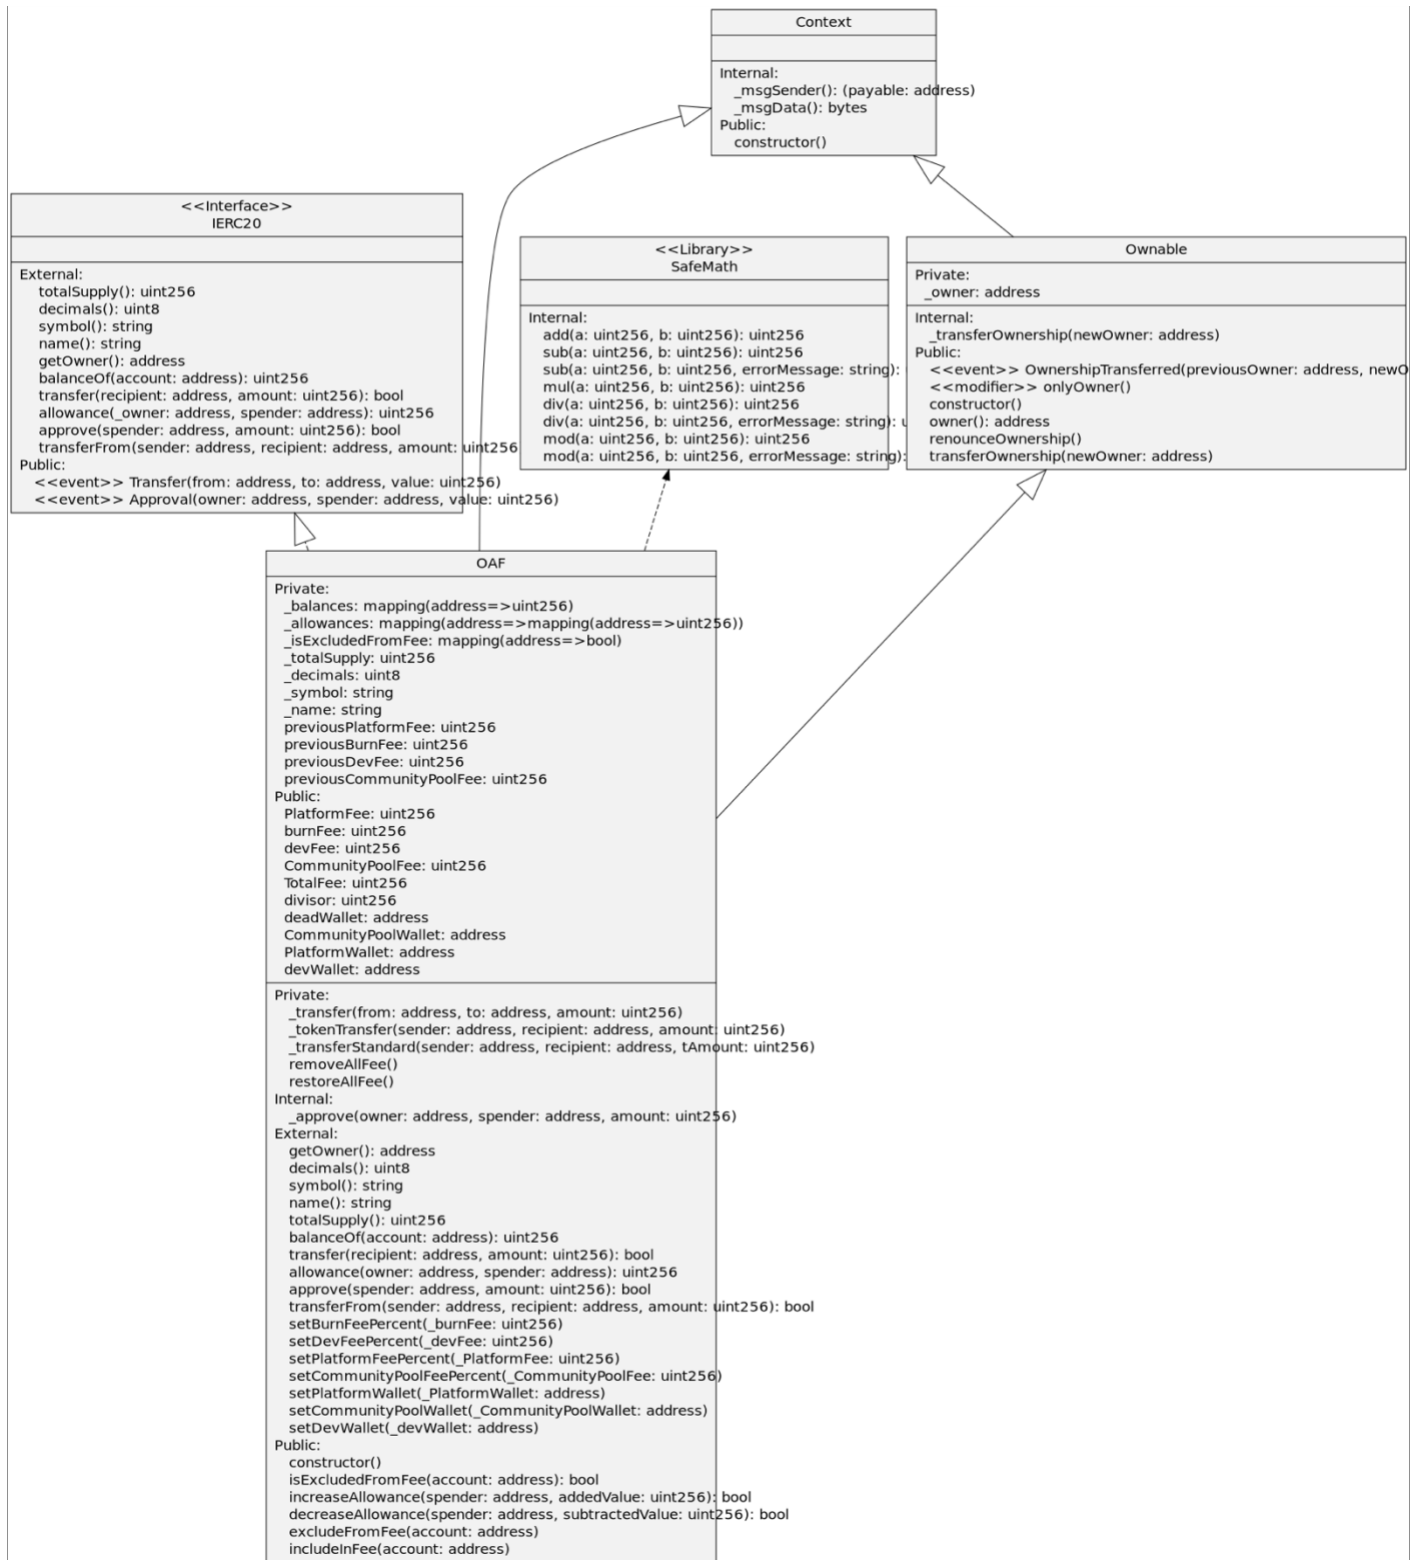 Context
Internal:
_msgSender(): (payable: address)
_msgData(): bytes
Public:
constructor()
<<Interface>>
IERC20
External:
totalSupply(): uint256
decimals(): uint8
symbol(): string
name(): string
getOwner(): address
balanceOf(account: address): uint256
transfer(recipient: address, amount: uint256): bool
allowance(_owner: address, spender: address): uint256
approve(spender: address, amount: uint256): bool
transferFrom(sender: address, recipient: address, amount: uint256
Public:
<<event>> Transfer(from: address, to: address, value: uint256)
<<event>> Approval(owner: address, spender: address, value: uint256)
<<Library>>
SafeMath
Internal:
add(a: uint256, b: uint256): uint256
sub(a: uint256, b: uint256): uint256
sub(a: uint256, b: uint256, errorMessage: string):
mul(a: uint256, b: uint256): uint256
div(a: uint256, b: uint256): uint256
div(a: uint256, b: uint256, errorMessage: string):
mod(a: uint256, b: uint256): uint256
mod(a: uint256, b: uint256, errorMessage: string):
Ownable
Private:
_owner: address
Internal:
_transferOwnership(newOwner: address)
Public:
<<event>> OwnershipTransferred(previousOwner: address, newO
<<modifier>> onlyOwner()
constructor()
owner(): address
renounceOwnership()
transferOwnership(newOwner: address)
OAF
Private:
_balances: mapping(address=>uint256)
_allowances: mapping(address=>mapping(address=>uint256))
_isExcludedFromFee: mapping(address=>bool)
_totalSupply: uint256
_decimals: uint8
_symbol: string
_name: string
previousPlatformFee: uint256
previousBurnFee: uint256
previousDevFee: uint256
previousCommunityPoolFee: uint256
Public:
PlatformFee: uint256
burnFee: uint256
devFee: uint256
CommunityPoolFee: uint256
TotalFee: uint256
divisor: uint256
deadWallet: address
CommunityPoolWallet: address
PlatformWallet: address
devWallet: address
Private:
_transfer(from: address, to: address, amount: uint256)
_tokenTransfer(sender: address, recipient: address, amount: uint256)
_transferStandard(sender: address, recipient: address, tAmount: uint256)
removeAllFee()
restoreAllFee()
Internal:
_approve(owner: address, spender: address, amount: uint256)
External:
getOwner(): address
decimals(): uint8
symbol(): string
name(): string
totalSupply(): uint256
balanceOf(account: address): uint256
transfer(recipient: address, amount: uint256): bool
allowance(owner: address, spender: address): uint256
approve(spender: address, amount: uint256): bool
transferFrom(sender: address, recipient: address, amount: uint256): bool
setBurnFeePercent(_burnFee: uint256)
setDevFeePercent(_devFee: uint256)
setPlatformFeePercent(_PlatformFee: uint256)
setCommunityPoolFeePercent(_CommunityPoolFee: uint256)
setPlatformWallet(_PlatformWallet: address)
setCommunityPoolWallet(_CommunityPoolWallet: address)
setDevWallet(_devWallet: address)
Public:
constructor()
isExcludedFromFee(account: address): bool
increaseAllowance(spender: address, addedValue: uint256): bool
decreaseAllowance(spender: address, subtractedValue: uint256): bool
excludeFromFee(account: address)
includeInFee(account: address)